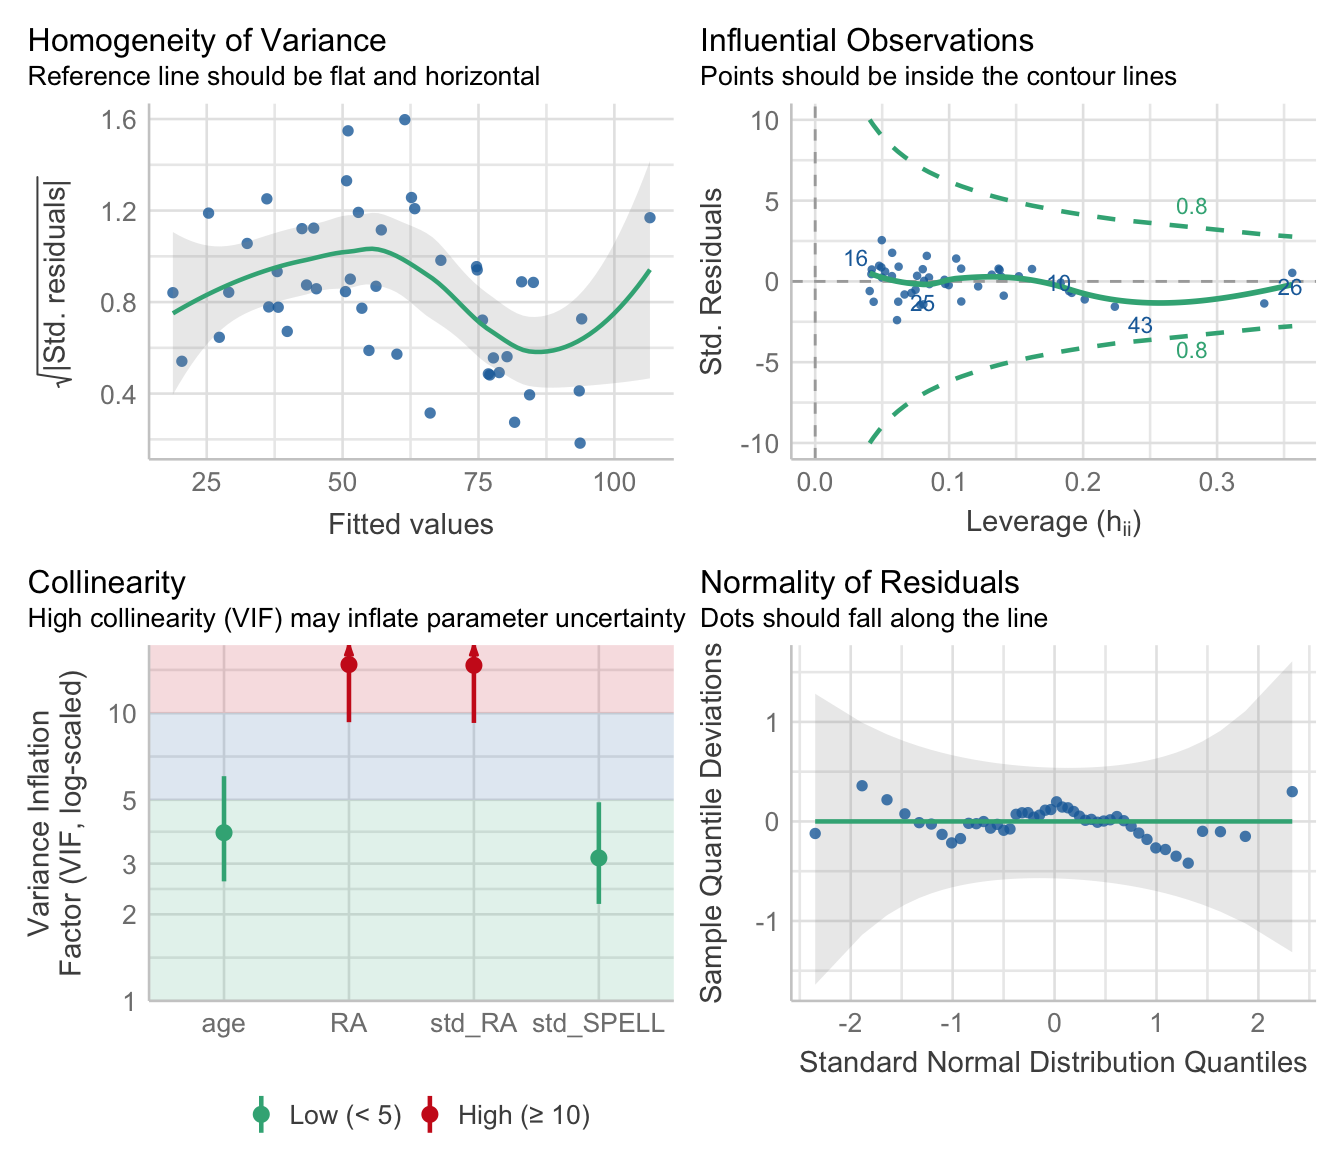 Homogeneity of Variance
Reference line should be flat and horizontal
√|Std. residuals|
1.6
1.2
0.8
0.4
25 50 75 100
Fitted values
Influential Observations
Points should be inside the contour lines
Std. Residuals
10
5
0
-5
-10
0.8
16
10
26
25
43
0.8
0.0 0.1 0.2 0.3
Leverage (hii)
Collinearity
High collinearity (VIF) may inflate parameter uncertainty
Variance Inflation
Factor (VIF, log-scaled)
10
5
3
2
1
age RA std_RA std_SPELL
Low (< 5) High (≥ 10)
Normality of Residuals
Dots should fall along the line
Sample Quantile Deviations
1
0
-1
-2 -1 0 1 2
Standard Normal Distribution Quantiles